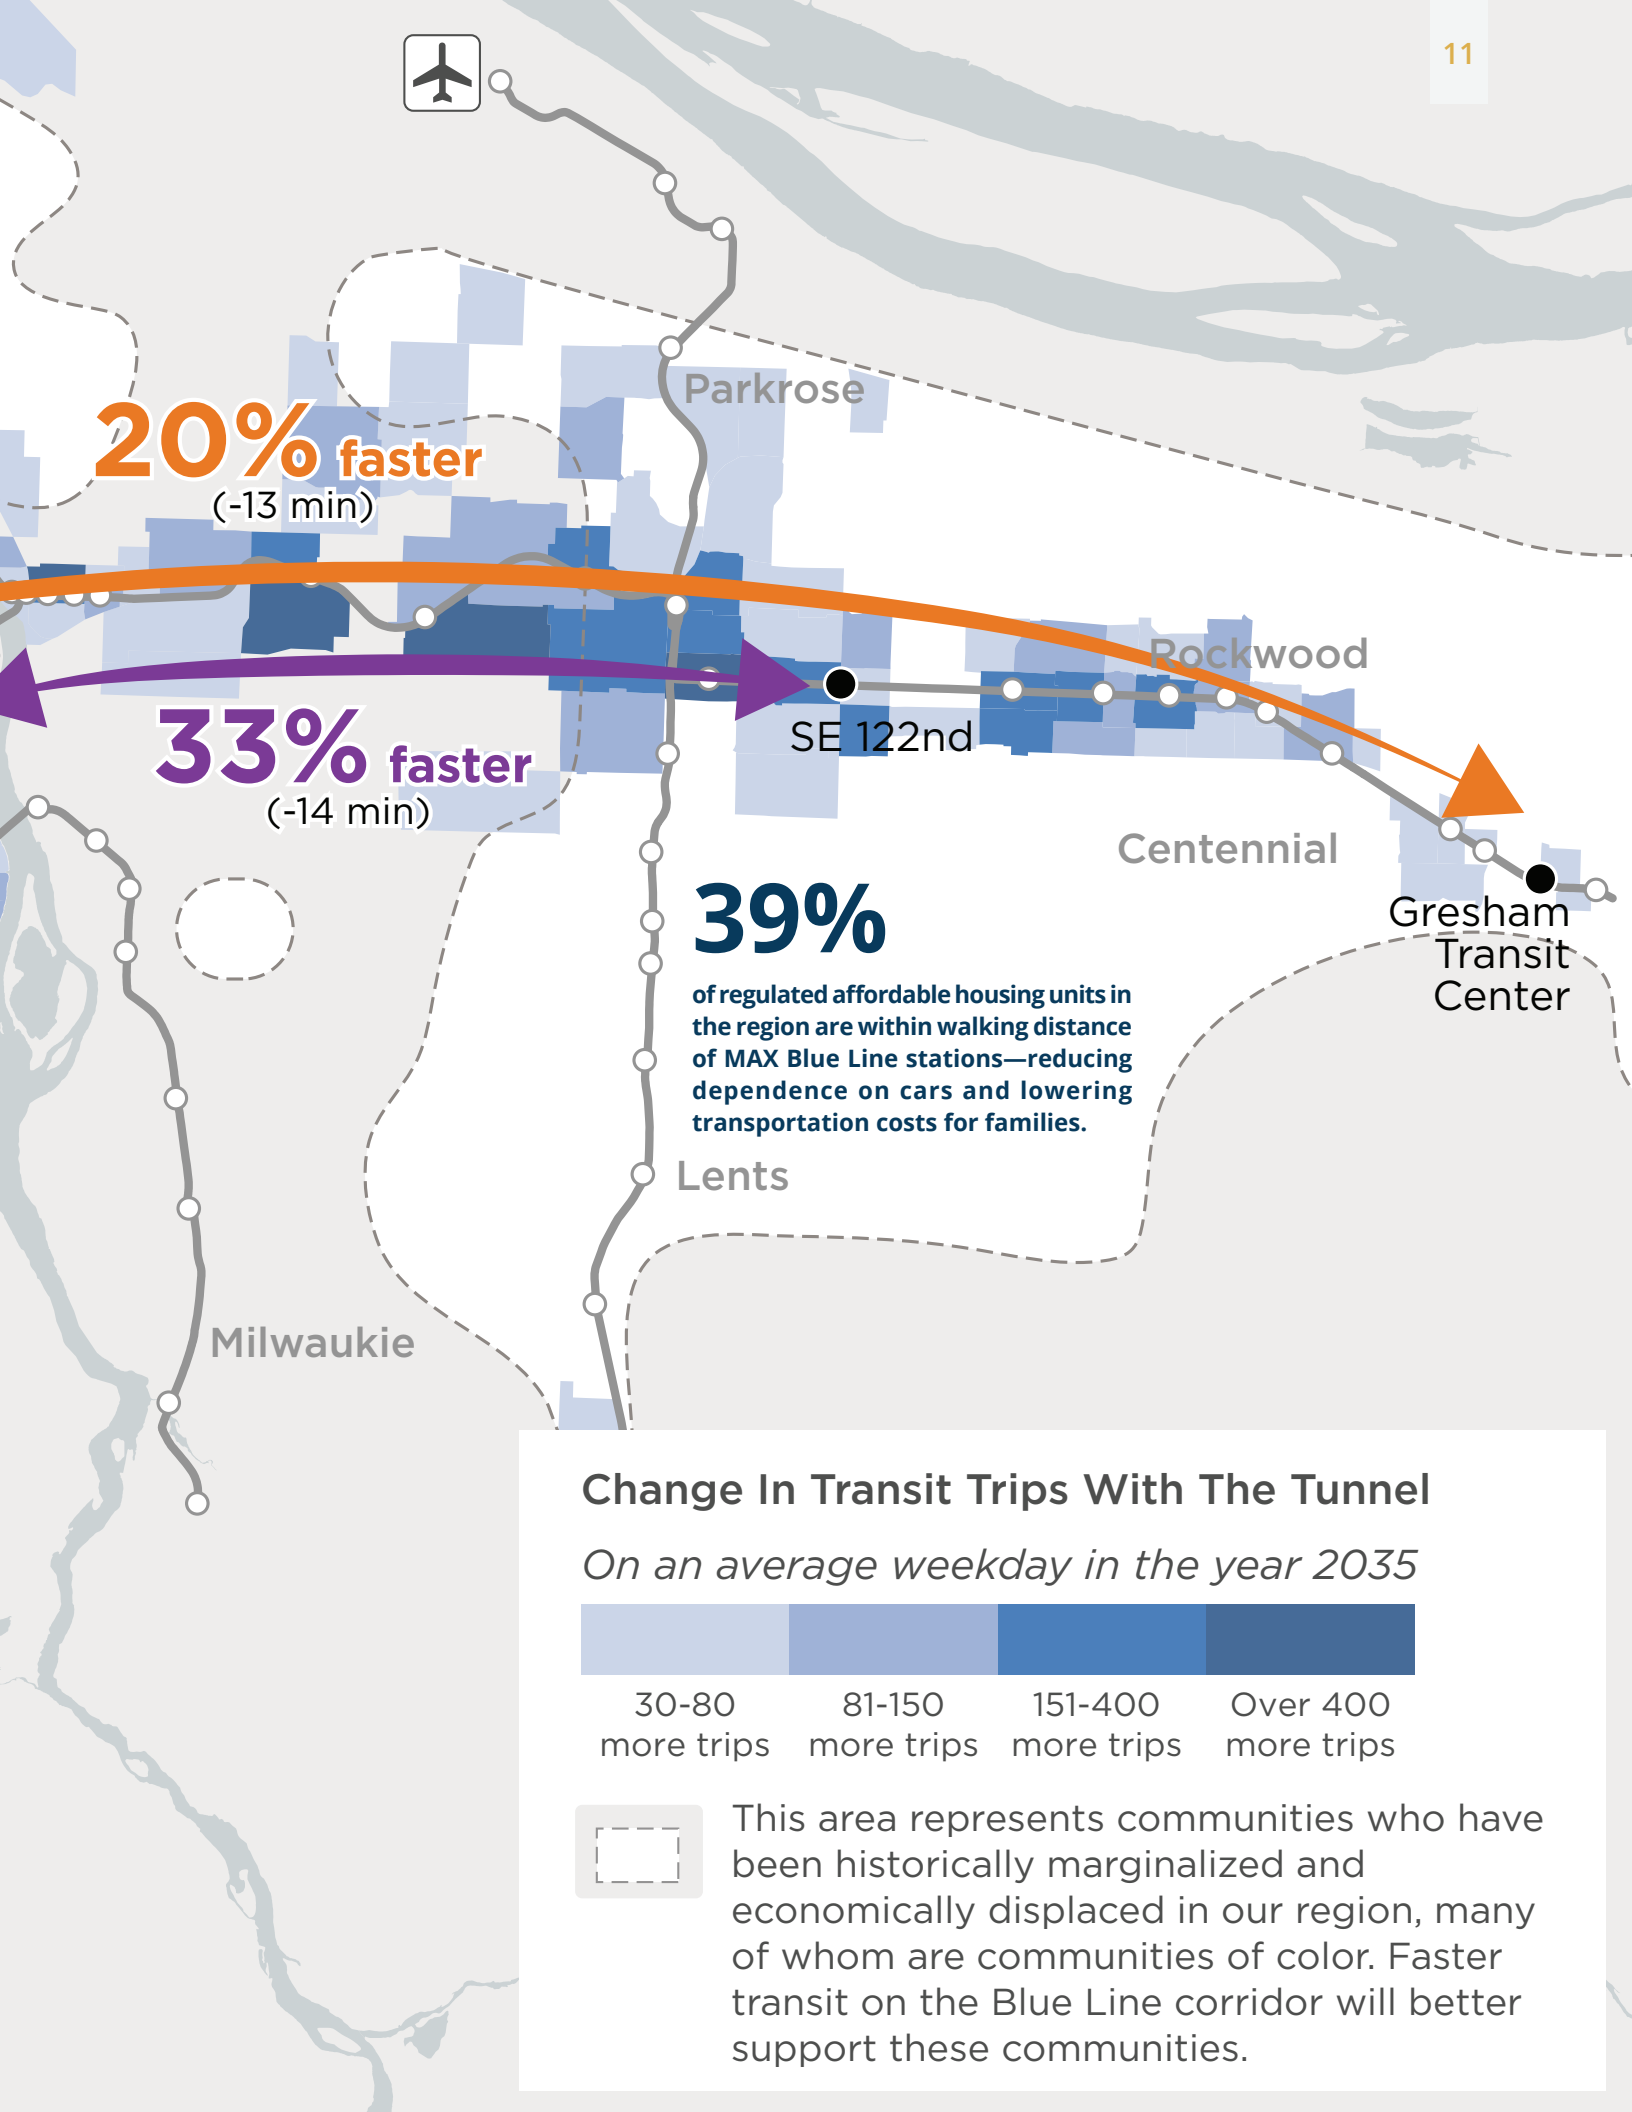 11
Parkrose
20% faster
(-13 min)
Rockwood
33% faster
(-14 min)
SE 122nd
Centennial
Gresham
Transit
Center
39%
of regulated affordable housing units in
the region are within walking distance
of MAX Blue Line stations—reducing
dependence on cars and lowering
transportation costs for families.
Lents
Milwaukie
Change In Transit Trips With The Tunnel
On an average weekday in the year 2035
30-80
more trips
81-150
more trips
151-400
more trips
Over 400
more trips
This area represents communities who have
been historically marginalized and
economically displaced in our region, many
of whom are communities of color. Faster
transit on the Blue Line corridor will better
support these communities.